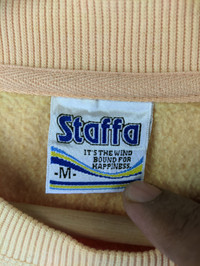 Staffa
IT'S THE WIND
BOUND FOR
HAPPINESS.
-M-